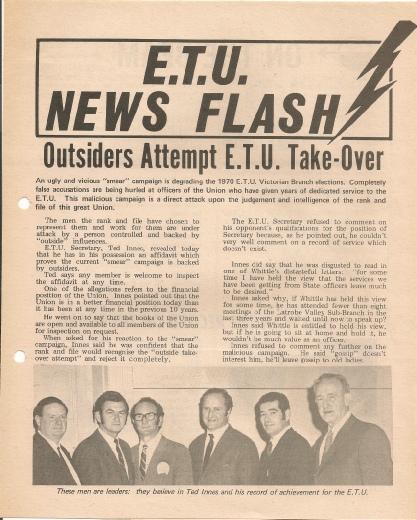 E.T.U.
NEWS FLASH
Outsiders Attempt E.T.U. Take-Over
An ugly and vicious "smear" campaign is degrading the 1970 E.T.U. Victorian Branch elections. Completely
false accusations are being hurled at officers of the Union who have given years of dedicated service to the
E.T.U. This malicious campaign is a direct attack upon the judgement and intelligence of the rank and
file of this great Union.
The men the rank and file have chosen to
represent them and work for them are under
attack by a person controlled and backed by
"outside" influences.
E.T.U. Secretary, Ted Innes, revealed today
that he has in his possession an affidavit which
proves the current "smear" campaign is backed
by outsiders.
Ted says any member is welcome to inspect
the affidavit at any time.
One of the allegations refers to the financial
position of the Union. Innes pointed out that the
Union is in a better financial position today than
it has been at any time in the previous 10 years.
He went on to say that the books of the Union
are open and available to all members of the Union
for inspection on request.
When asked for his reaction to the "smear"
campaign, Innes said he was confident that the
rank and file would recognise the "outside take-
over attempt" and reject it completely.
The E.T.U. Secretary refused to comment on
his opponent's qualifications for the position of
Secretary because, as he pointed out, he couldn't
very well comment on a record of service which
doesn't exist.
Innes did say that he was disgusted to read in
one of Whittle's distasteful letters: "for some
time I have held the view that the services we
have been getting from State officers leave much
to be desired."
Innes asked why, if Whittle has held this view
for some time, he has attended fewer than eight
meetings of the Latrobe Valley Sub-Branch in the
last three years and waited until now to speak up?
Innes said Whittle is entitled to hold his view,
but if he is going to sit at home and hold it, he
wouldn't be much value as an officer.
Innes refused to comment any further on the
malicious campaign. He said "gossip" doesn't
interest him, he'll leave gossip to old ladies.
These men are leaders: they believe in Ted Innes and his record of achievement for the E.T.U.